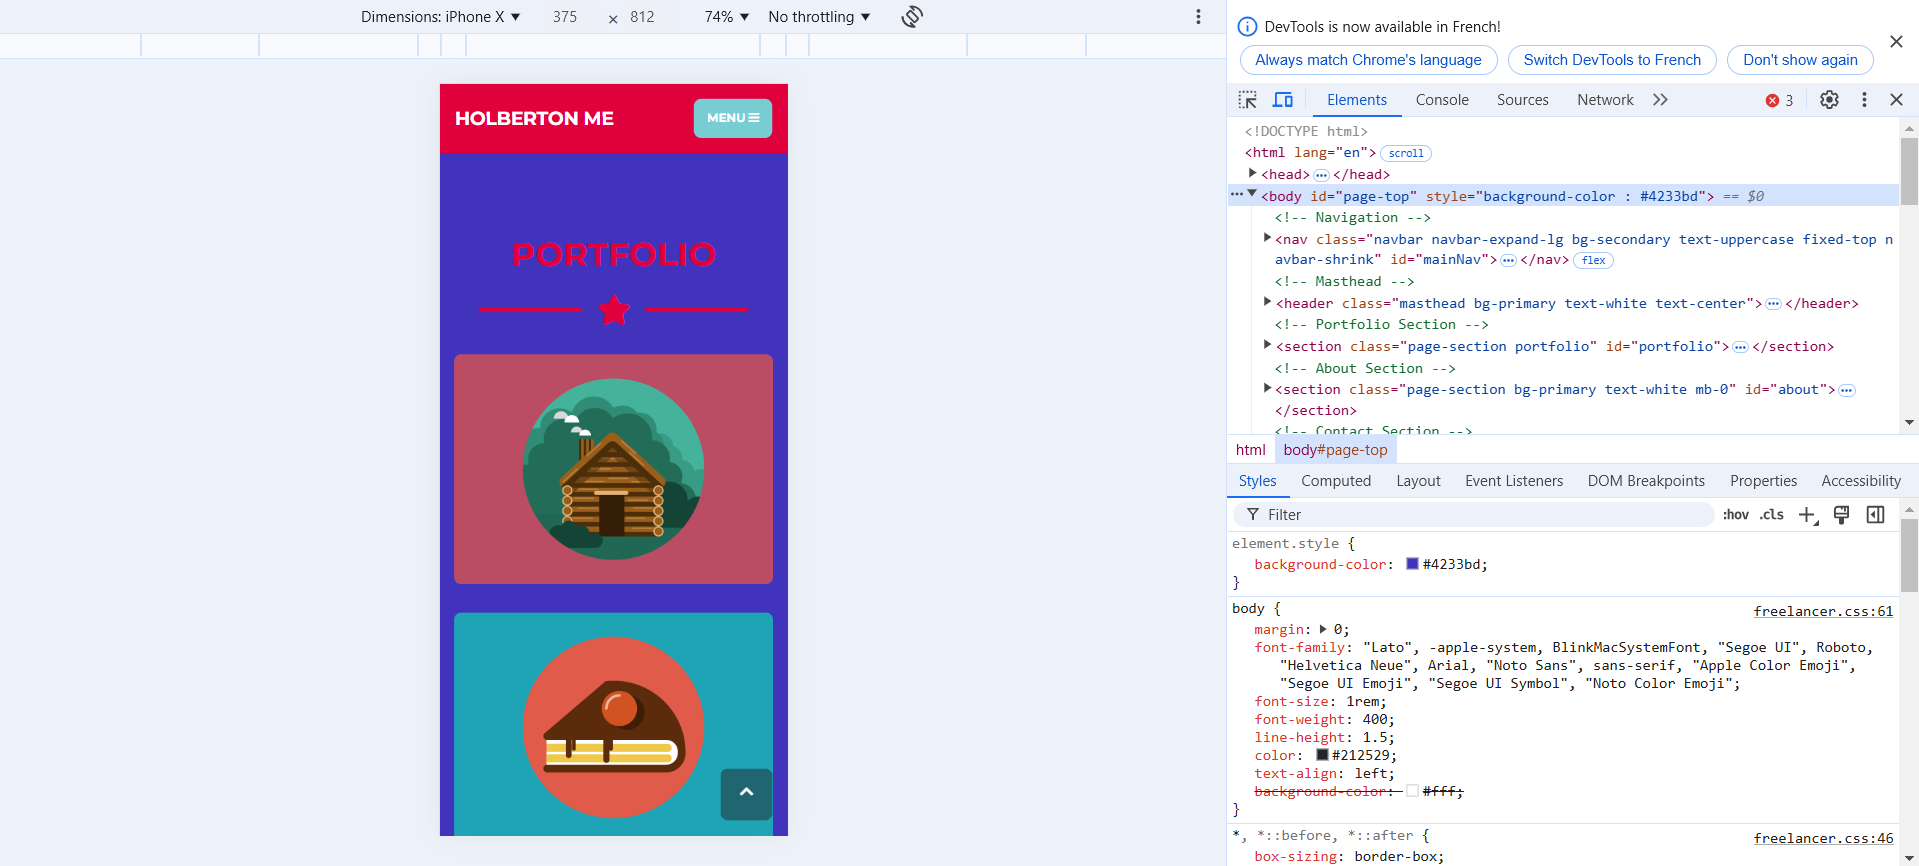 Dimensions: iPhone X ▼ 375 × 812 74% ▼ No throttling ▼
HOLBERTON ME
MENU
PORTFOLIO
DevTools is now available in French!
Always match Chrome's language Switch DevTools to French Don't show again
Elements Console Sources Network 3
<!DOCTYPE html>
<html lang="en"> scroll
<head> ⋯ </head>
<body id="page-top" style="background-color : #4233bd"> == $0
<!-- Navigation -->
<nav class="navbar navbar-expand-lg bg-secondary text-uppercase fixed-top n
avbar-shrink" id="mainNav"> ⋯ </nav> flex
<!-- Masthead -->
<header class="masthead bg-primary text-white text-center"> ⋯ </header>
<!-- Portfolio Section -->
<section class="page-section portfolio" id="portfolio"> ⋯ </section>
<!-- About Section -->
<section class="page-section bg-primary text-white mb-0" id="about"> ⋯
</section>
<!-- Contact Section -->
html body#page-top
Styles Computed Layout Event Listeners DOM Breakpoints Properties Accessibility
Filter :hov .cls
element.style {
background-color: #4233bd;
}
body { freelancer.css:61
margin: ▶ 0;
font-family: "Lato", -apple-system, BlinkMacSystemFont, "Segoe UI", Roboto,
"Helvetica Neue", Arial, "Noto Sans", sans-serif, "Apple Color Emoji",
"Segoe UI Emoji", "Segoe UI Symbol", "Noto Color Emoji";
font-size: 1rem;
font-weight: 400;
line-height: 1.5;
color: #212529;
text-align: left;
background-color: #fff;
}
*, *::before, *::after { freelancer.css:46
box-sizing: border-box;